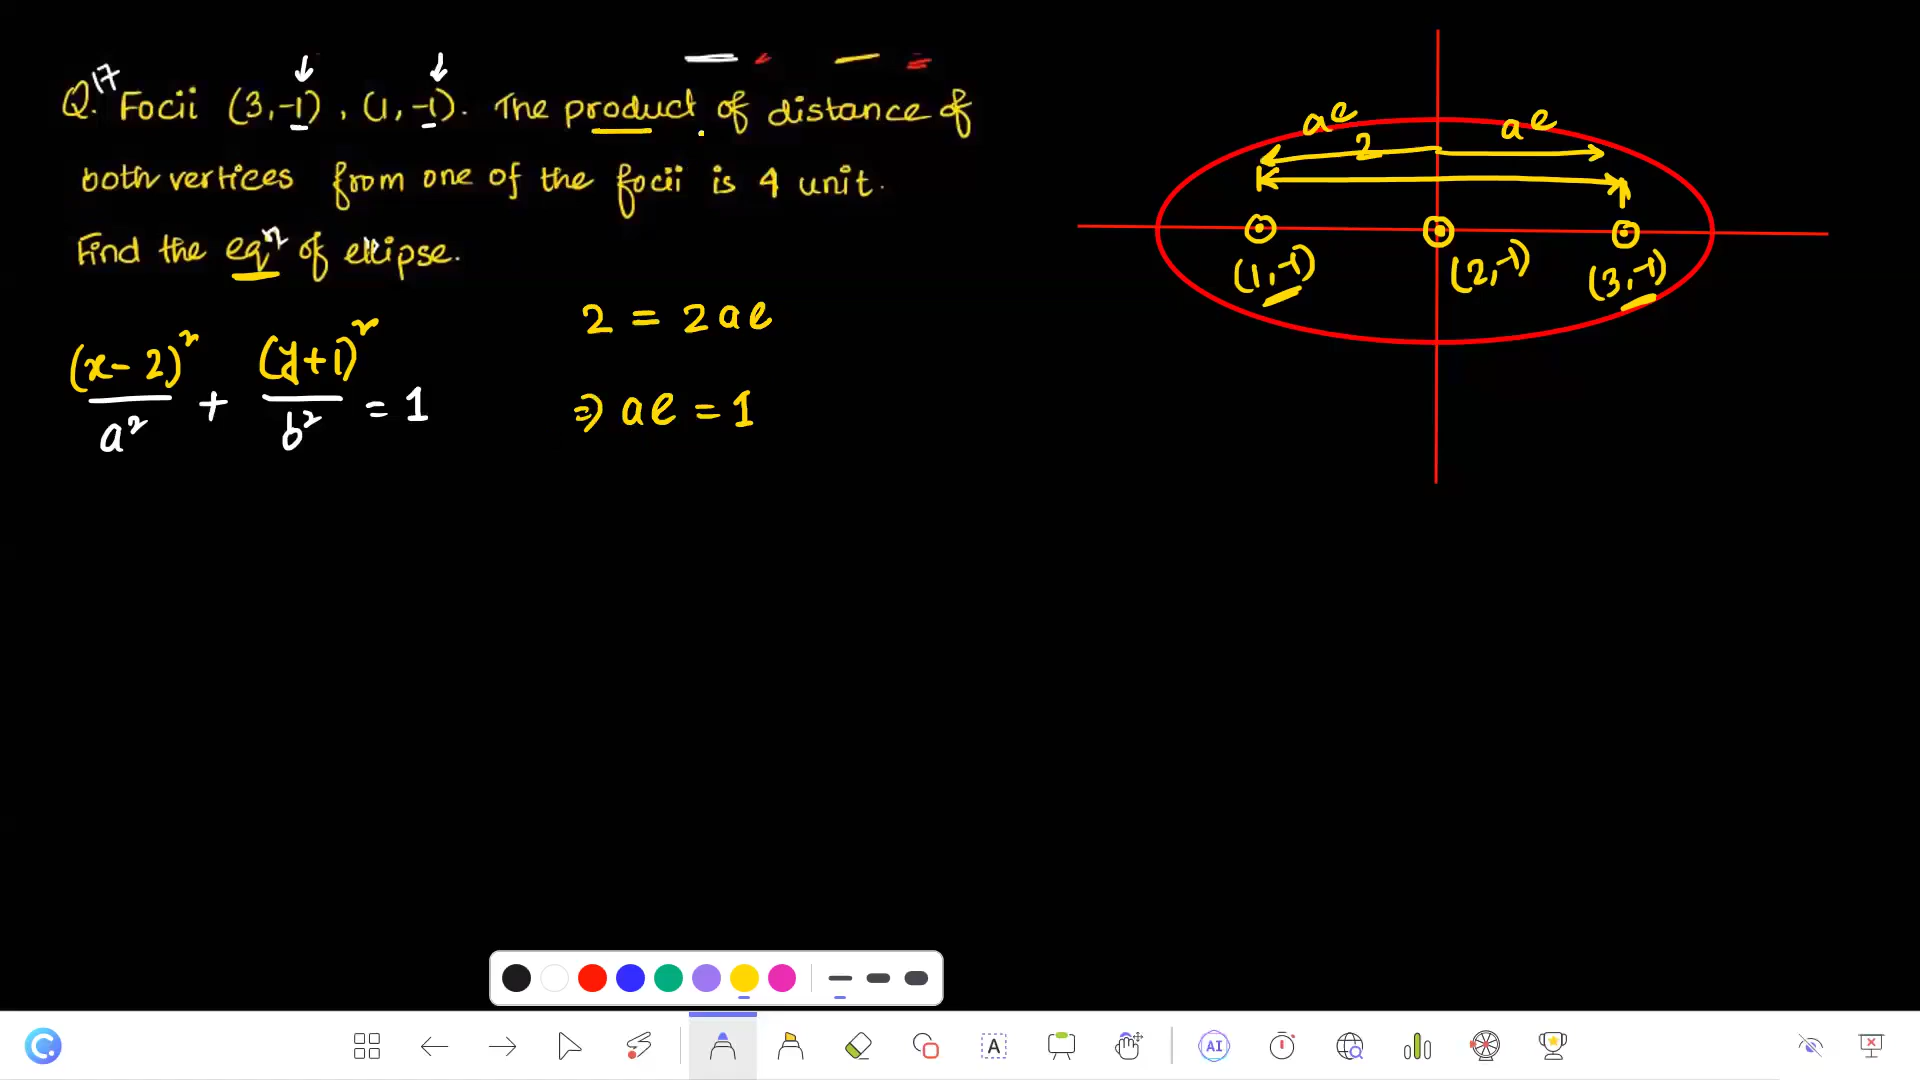 Q.17 Focii (3,-1), (1,-1). The product of distance of
both vertices from one of the focii is 4 unit.
Find the eqⁿ of ellipse.
(x-2)²/a² + (y+1)²/b² = 1
2 = 2ae
⇒ ae = 1
ae
ae
2
(1,-1)
(2,-1)
(3,-1)
A
AI